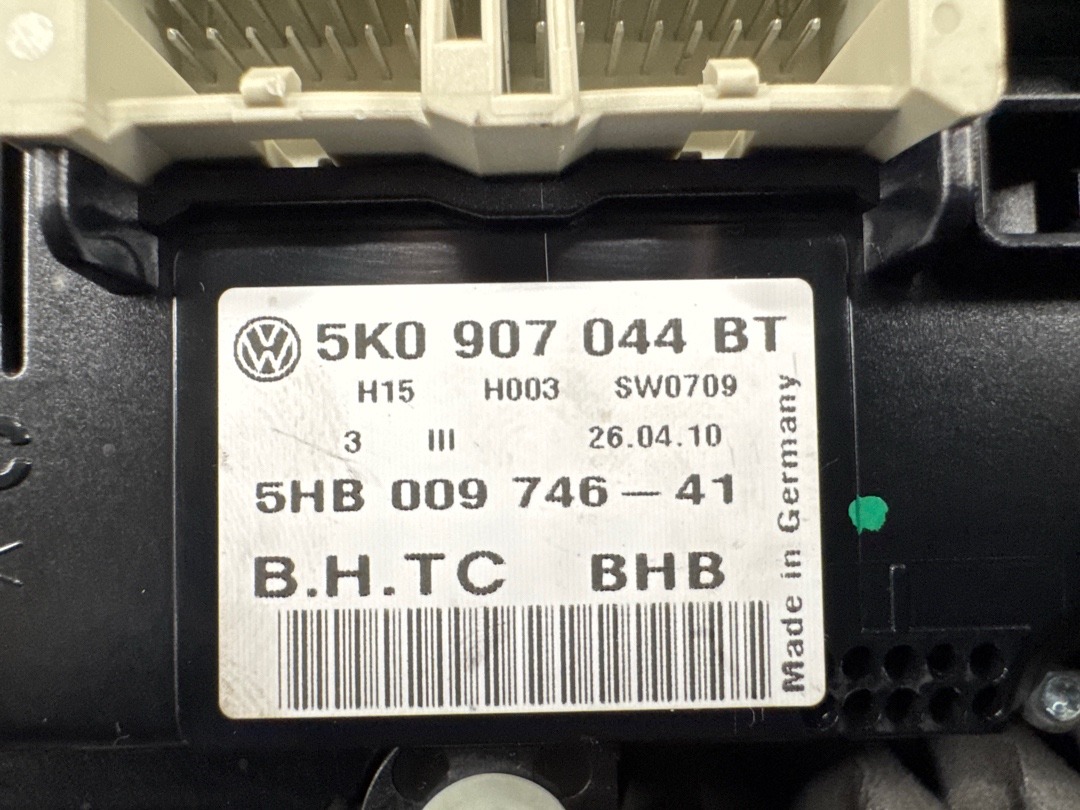 5K0 907 044 BT
H15 H003 SW0709
3 III 26.04.10
5HB 009 746-41
B.H.TC BHB
Made in Germany